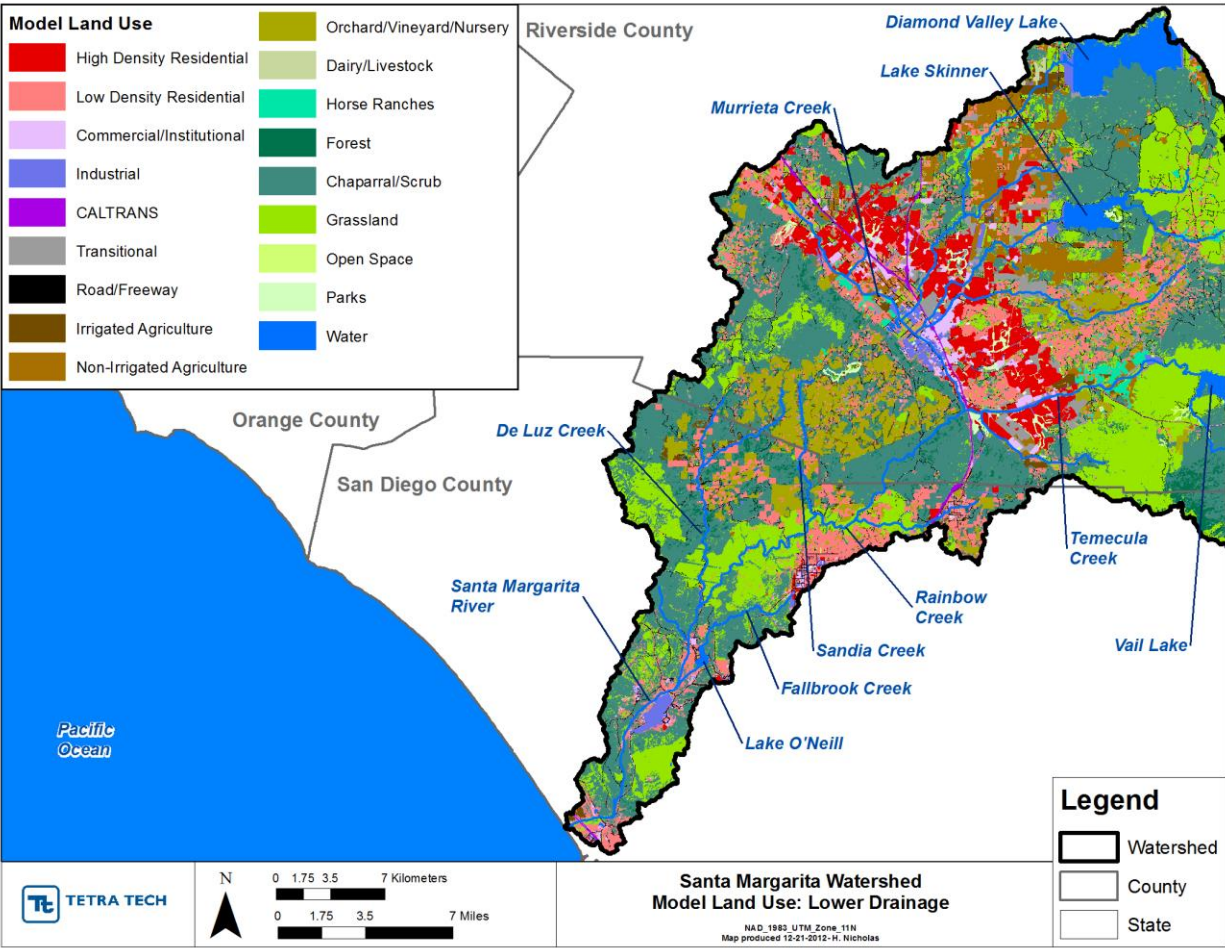 Model Land Use
High Density Residential
Low Density Residential
Commercial/Institutional
Industrial
CALTRANS
Transitional
Road/Freeway
Irrigated Agriculture
Non-Irrigated Agriculture
Orchard/Vineyard/Nursery
Dairy/Livestock
Horse Ranches
Forest
Chaparral/Scrub
Grassland
Open Space
Parks
Water
Riverside County
Diamond Valley Lake
Lake Skinner
Murrieta Creek
Orange County
De Luz Creek
San Diego County
Temecula
Creek
Santa Margarita
River
Rainbow
Creek
Sandia Creek
Vail Lake
Fallbrook Creek
Pacific
Ocean
Lake O'Neill
Legend
Watershed
County
State
Tt TETRA TECH
N
0 1.75 3.5 7 Kilometers
0 1.75 3.5 7 Miles
Santa Margarita Watershed
Model Land Use: Lower Drainage
NAD_1983_UTM_Zone_11N
Map produced 12-21-2012- H. Nicholas